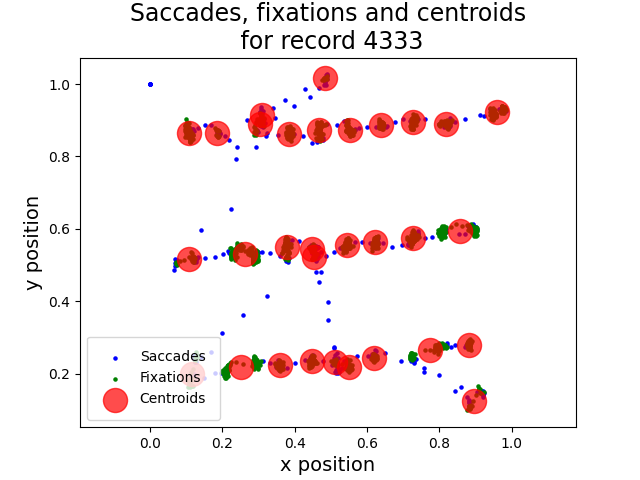 Saccades, fixations and centroids
for record 4333
1.0
0.8
0.6
0.4
0.2
y position
Saccades
Fixations
Centroids
0.0
0.2
0.4
0.6
0.8
1.0
x position